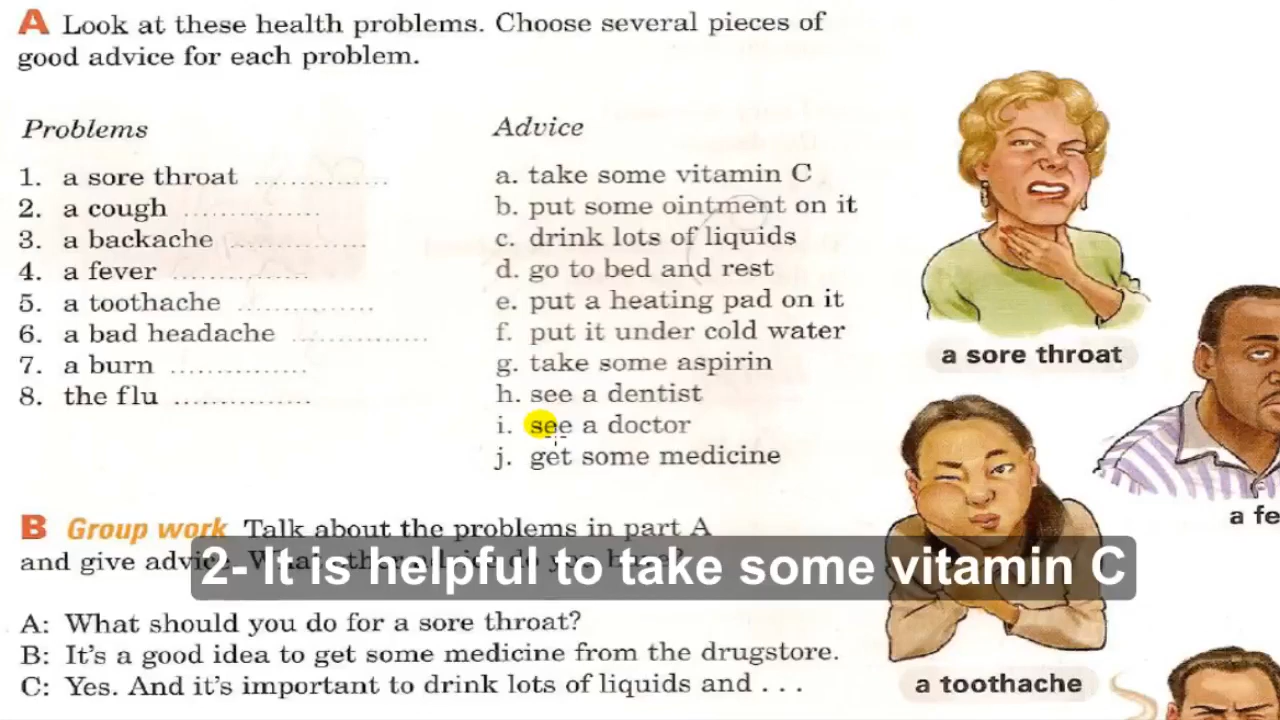 A Look at these health problems. Choose several pieces of
good advice for each problem.
Problems
1. a sore throat ................
2. a cough ................
3. a backache ................
4. a fever ................
5. a toothache ................
6. a bad headache ................
7. a burn ................
8. the flu ................
Advice
a. take some vitamin C
b. put some ointment on it
c. drink lots of liquids
d. go to bed and rest
e. put a heating pad on it
f. put it under cold water
g. take some aspirin
h. see a dentist
i. see a doctor
j. get some medicine
a sore throat
a fe
a toothache
B Group work Talk about the problems in part A
and give
2- It is helpful to take some vitamin C
A: What should you do for a sore throat?
B: It's a good idea to get some medicine from the drugstore.
C: Yes. And it's important to drink lots of liquids and . . .